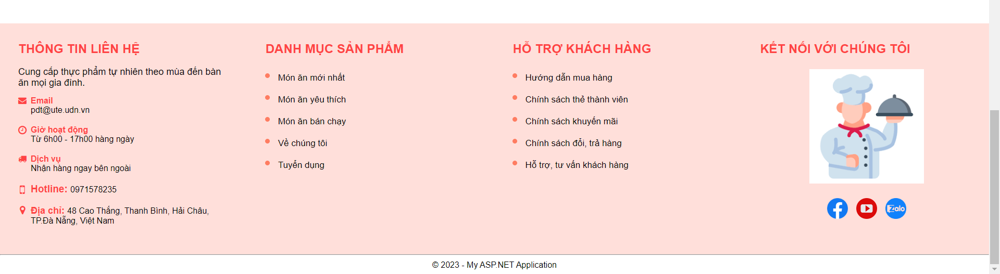 THÔNG TIN LIÊN HỆ
Cung cấp thực phẩm tự nhiên theo mùa đến bàn
ăn mọi gia đình.
Email
pdt@ute.udn.vn
Giờ hoạt động
Từ 6h00 - 17h00 hàng ngày
Dịch vụ
Nhận hàng ngay bên ngoài
Hotline: 0971578235
Địa chỉ: 48 Cao Thắng, Thanh Bình, Hải Châu,
TP.Đà Nẵng, Việt Nam
DANH MỤC SẢN PHẨM
Món ăn mới nhất
Món ăn yêu thích
Món ăn bán chạy
Về chúng tôi
Tuyển dụng
HỖ TRỢ KHÁCH HÀNG
Hướng dẫn mua hàng
Chính sách thẻ thành viên
Chính sách khuyến mãi
Chính sách đổi, trả hàng
Hỗ trợ, tư vấn khách hàng
KẾT NỐI VỚI CHÚNG TÔI
Zalo
© 2023 - My ASP.NET Application